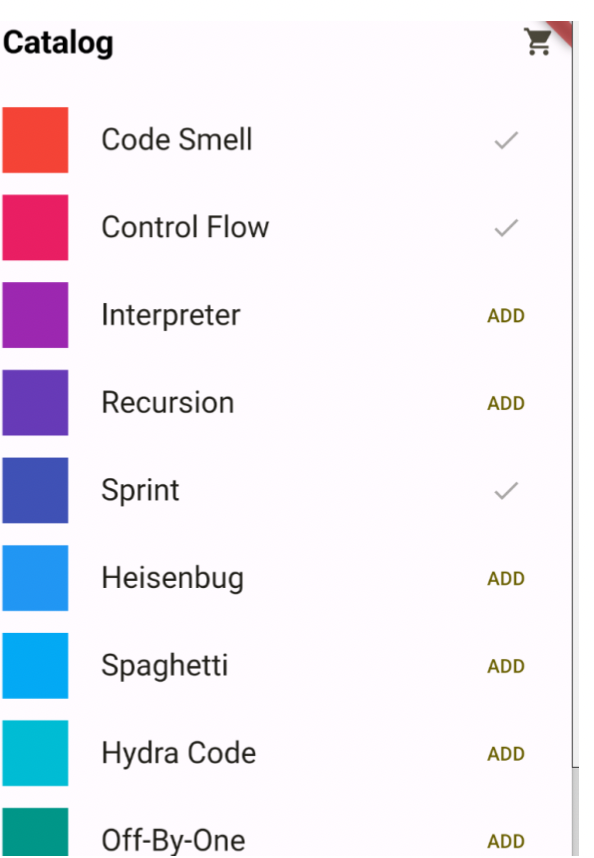 Catalog
Code Smell
Control Flow
Interpreter ADD
Recursion ADD
Sprint
Heisenbug ADD
Spaghetti ADD
Hydra Code ADD
Off-By-One ADD